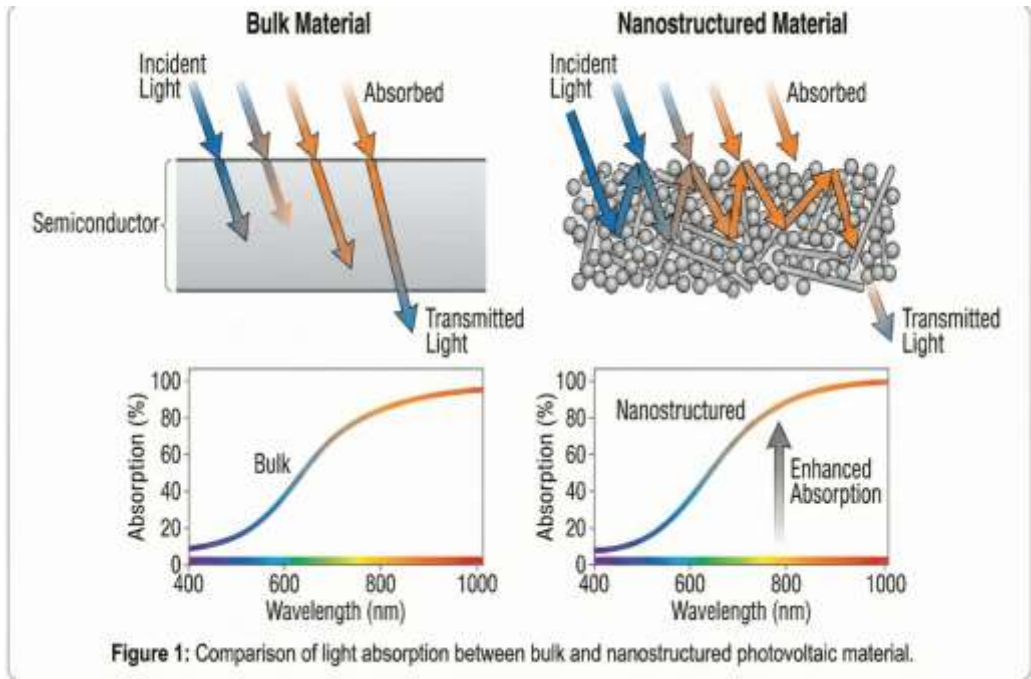 Bulk Material
Incident
Light
Absorbed
Semiconductor
Transmitted
Light
Nanostructured Material
Incident
Light
Absorbed
Transmitted
Light
Absorption (%)
100
80
60
40
20
0
Bulk
400
600
800
1000
Wavelength (nm)
Absorption (%)
100
80
60
40
20
0
Nanostructured
Enhanced
Absorption
400
600
800
1000
Wavelength (nm)
Figure 1: Comparison of light absorption between bulk and nanostructured photovoltaic material.